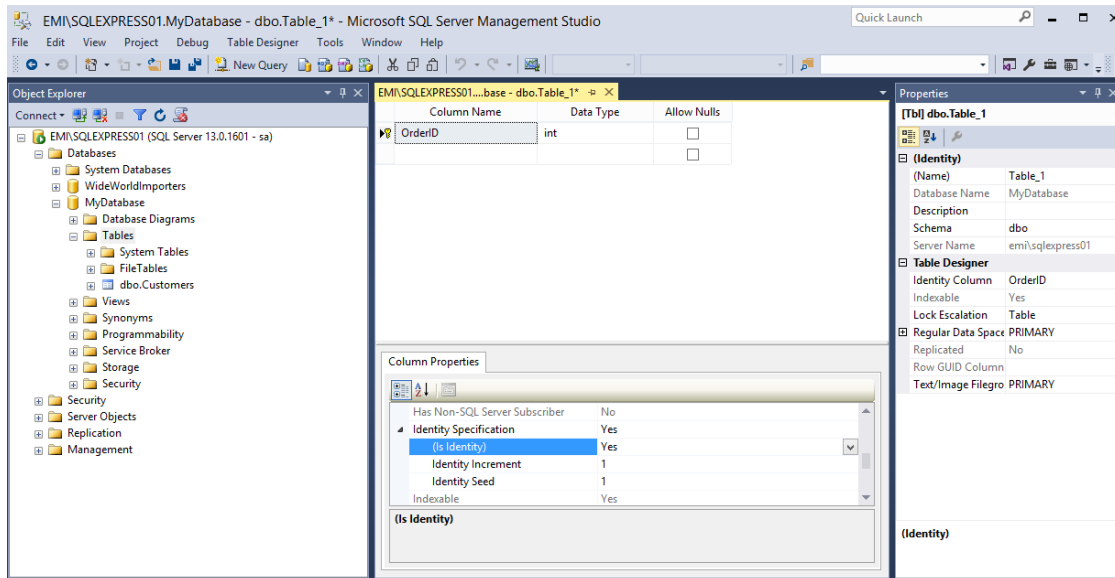 EMI\SQLEXPRESS01.MyDatabase - dbo.Table_1* - Microsoft SQL Server Management Studio
Quick Launch
File Edit View Project Debug Table Designer Tools Window Help
New Query
Object Explorer
Connect
EMI\SQLEXPRESS01 (SQL Server 13.0.1601 - sa)
Databases
System Databases
WideWorldImporters
MyDatabase
Database Diagrams
Tables
System Tables
FileTables
dbo.Customers
Views
Synonyms
Programmability
Service Broker
Storage
Security
Security
Server Objects
Replication
Management
EMI\SQLEXPRESS01....base - dbo.Table_1*
Column Name Data Type Allow Nulls
OrderID int
Column Properties
Has Non-SQL Server Subscriber No
Identity Specification Yes
(Is Identity) Yes
Identity Increment 1
Identity Seed 1
Indexable Yes
(Is Identity)
Properties
[Tbl] dbo.Table_1
(Identity)
(Name) Table_1
Database Name MyDatabase
Description
Schema dbo
Server Name emi\sqlexpress01
Table Designer
Identity Column OrderID
Indexable Yes
Lock Escalation Table
Regular Data Space PRIMARY
Replicated No
Row GUID Column
Text/Image Filegro PRIMARY
(Identity)